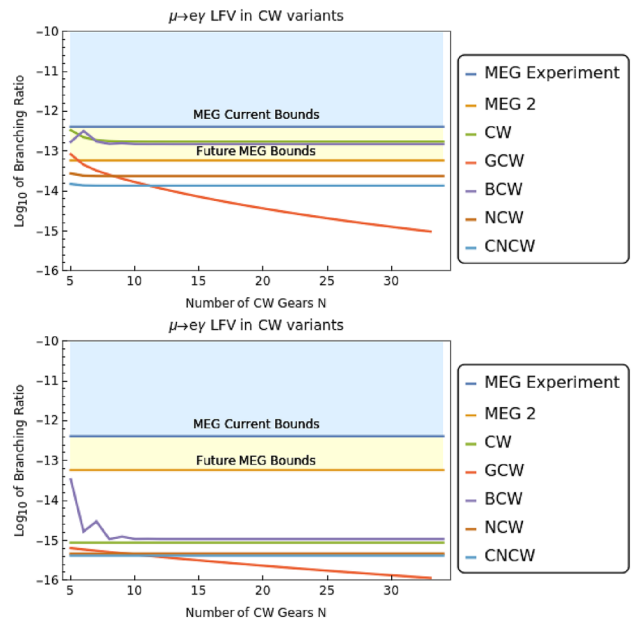 μ→eγ LFV in CW variants
Log10 of Branching Ratio
−10
−11
−12
−13
−14
−15
−16
MEG Current Bounds
Future MEG Bounds
5 10 15 20 25 30
Number of CW Gears N
MEG Experiment
MEG 2
CW
GCW
BCW
NCW
CNCW
μ→eγ LFV in CW variants
Log10 of Branching Ratio
−10
−11
−12
−13
−14
−15
−16
MEG Current Bounds
Future MEG Bounds
5 10 15 20 25 30
Number of CW Gears N
MEG Experiment
MEG 2
CW
GCW
BCW
NCW
CNCW